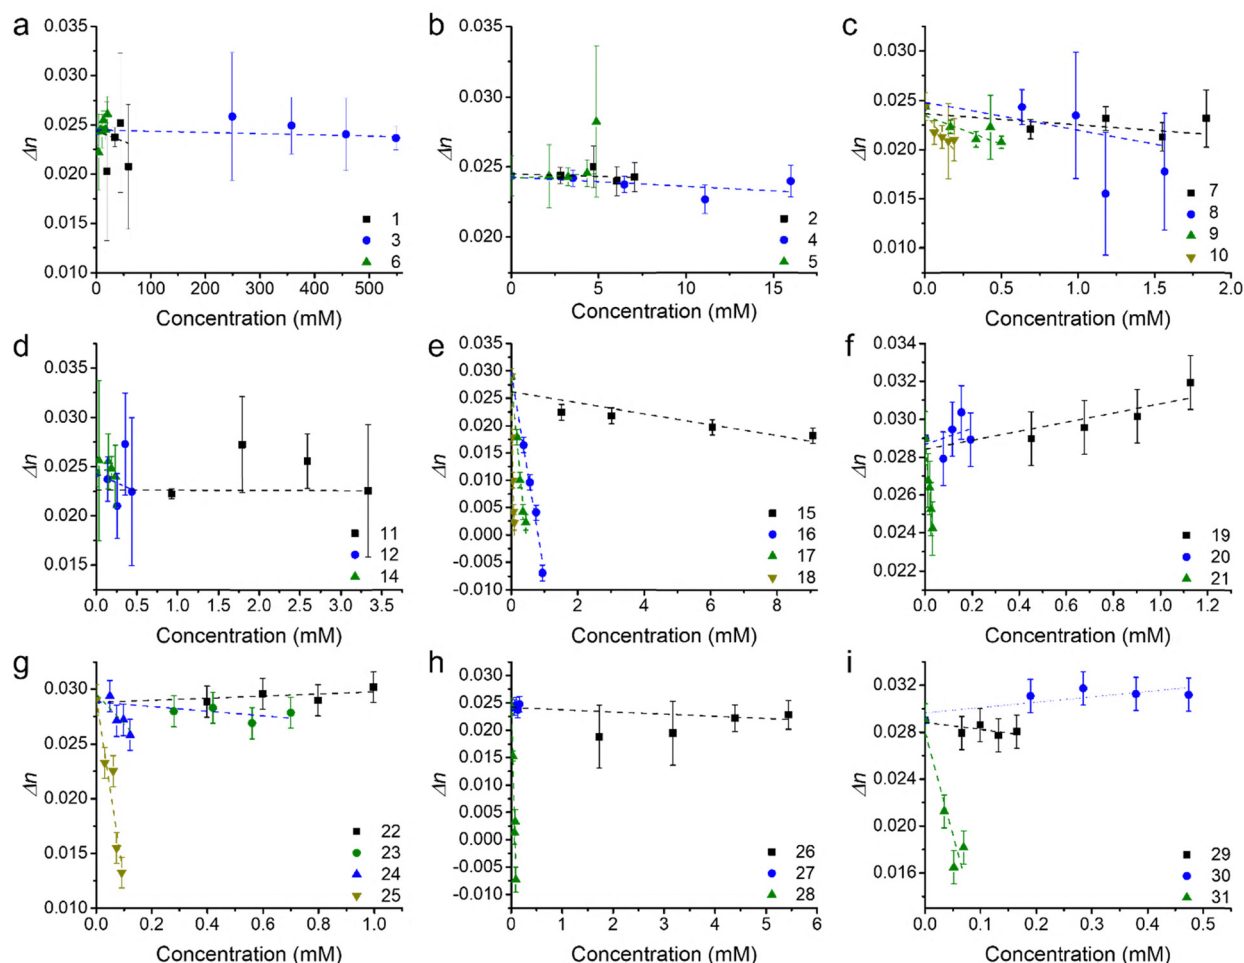 a
0.035
0.030
0.025
0.020
0.015
0.010
Δn
0 100 200 300 400 500
Concentration (mM)
1
3
6
b
0.035
0.030
0.025
0.020
Δn
0 5 10 15
Concentration (mM)
2
4
5
c
0.035
0.030
0.025
0.020
0.015
0.010
Δn
0.0 0.5 1.0 1.5 2.0
Concentration (mM)
7
8
9
10
d
0.035
0.030
0.025
0.020
0.015
Δn
0.0 0.5 1.0 1.5 2.0 2.5 3.0 3.5
Concentration (mM)
11
12
14
e
0.035
0.030
0.025
0.020
0.015
0.010
0.005
0.000
-0.005
-0.010
Δn
0 2 4 6 8
Concentration (mM)
15
16
17
18
f
0.034
0.032
0.030
0.028
0.026
0.024
0.022
Δn
0.0 0.2 0.4 0.6 0.8 1.0 1.2
Concentration (mM)
19
20
21
g
0.030
0.025
0.020
0.015
0.010
Δn
0.0 0.2 0.4 0.6 0.8 1.0
Concentration (mM)
22
23
24
25
h
0.030
0.025
0.020
0.015
0.010
0.005
0.000
-0.005
-0.010
Δn
0 1 2 3 4 5 6
Concentration (mM)
26
27
28
i
0.032
0.028
0.024
0.020
0.016
Δn
0.0 0.1 0.2 0.3 0.4 0.5
Concentration (mM)
29
30
31